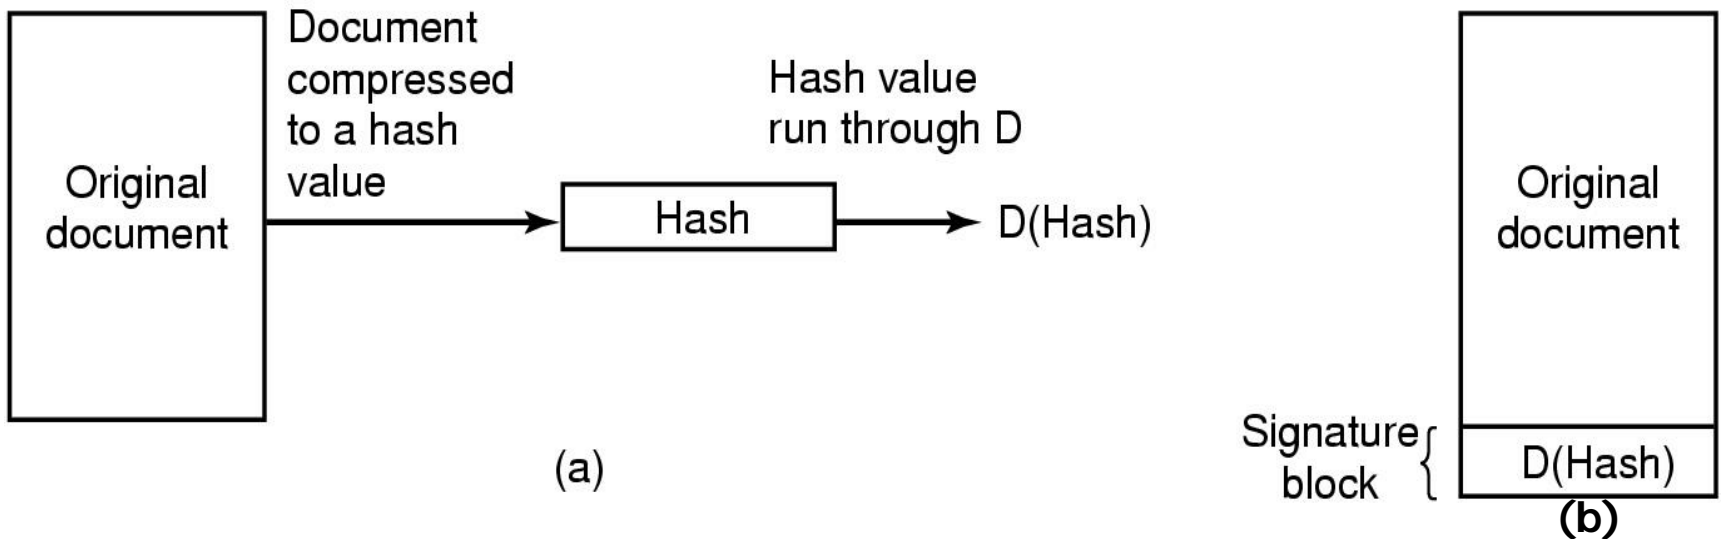 Original
document
Document
compressed
to a hash
value
Hash
Hash value
run through D
D(Hash)
(a)
Original
document
Signature
block
D(Hash)
(b)